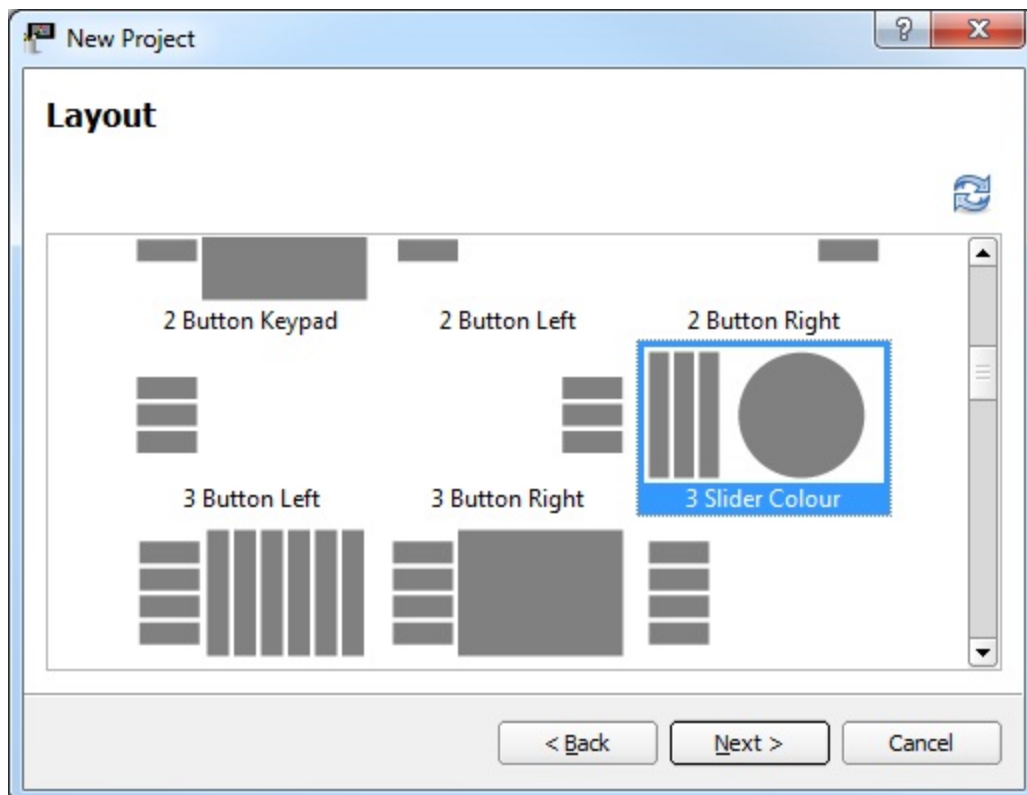 New Project
?
Layout
2 Button Keypad
2 Button Left
2 Button Right
3 Button Left
3 Button Right
3 Slider Colour
< Back
Next >
Cancel